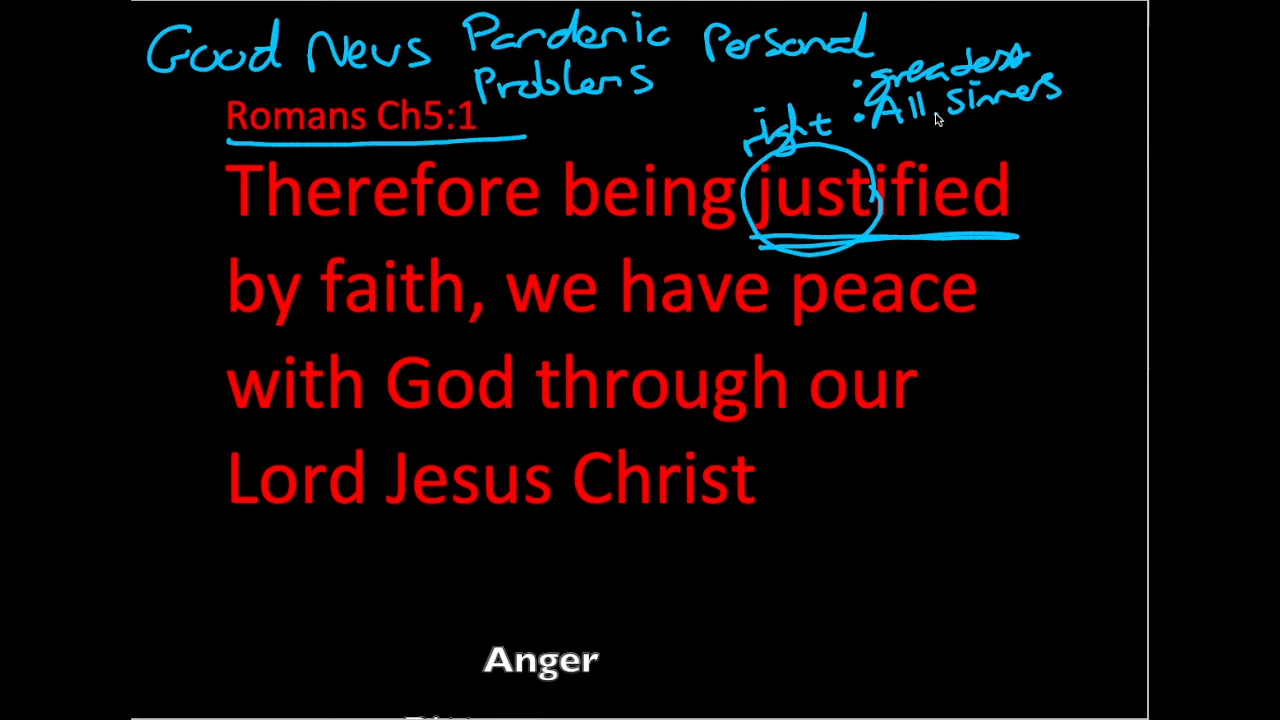 Good News Pandemic Personal
Problems
• greatest
• All Sinners
Romans Ch5:1
right
Therefore being justified
by faith, we have peace
with God through our
Lord Jesus Christ
Anger